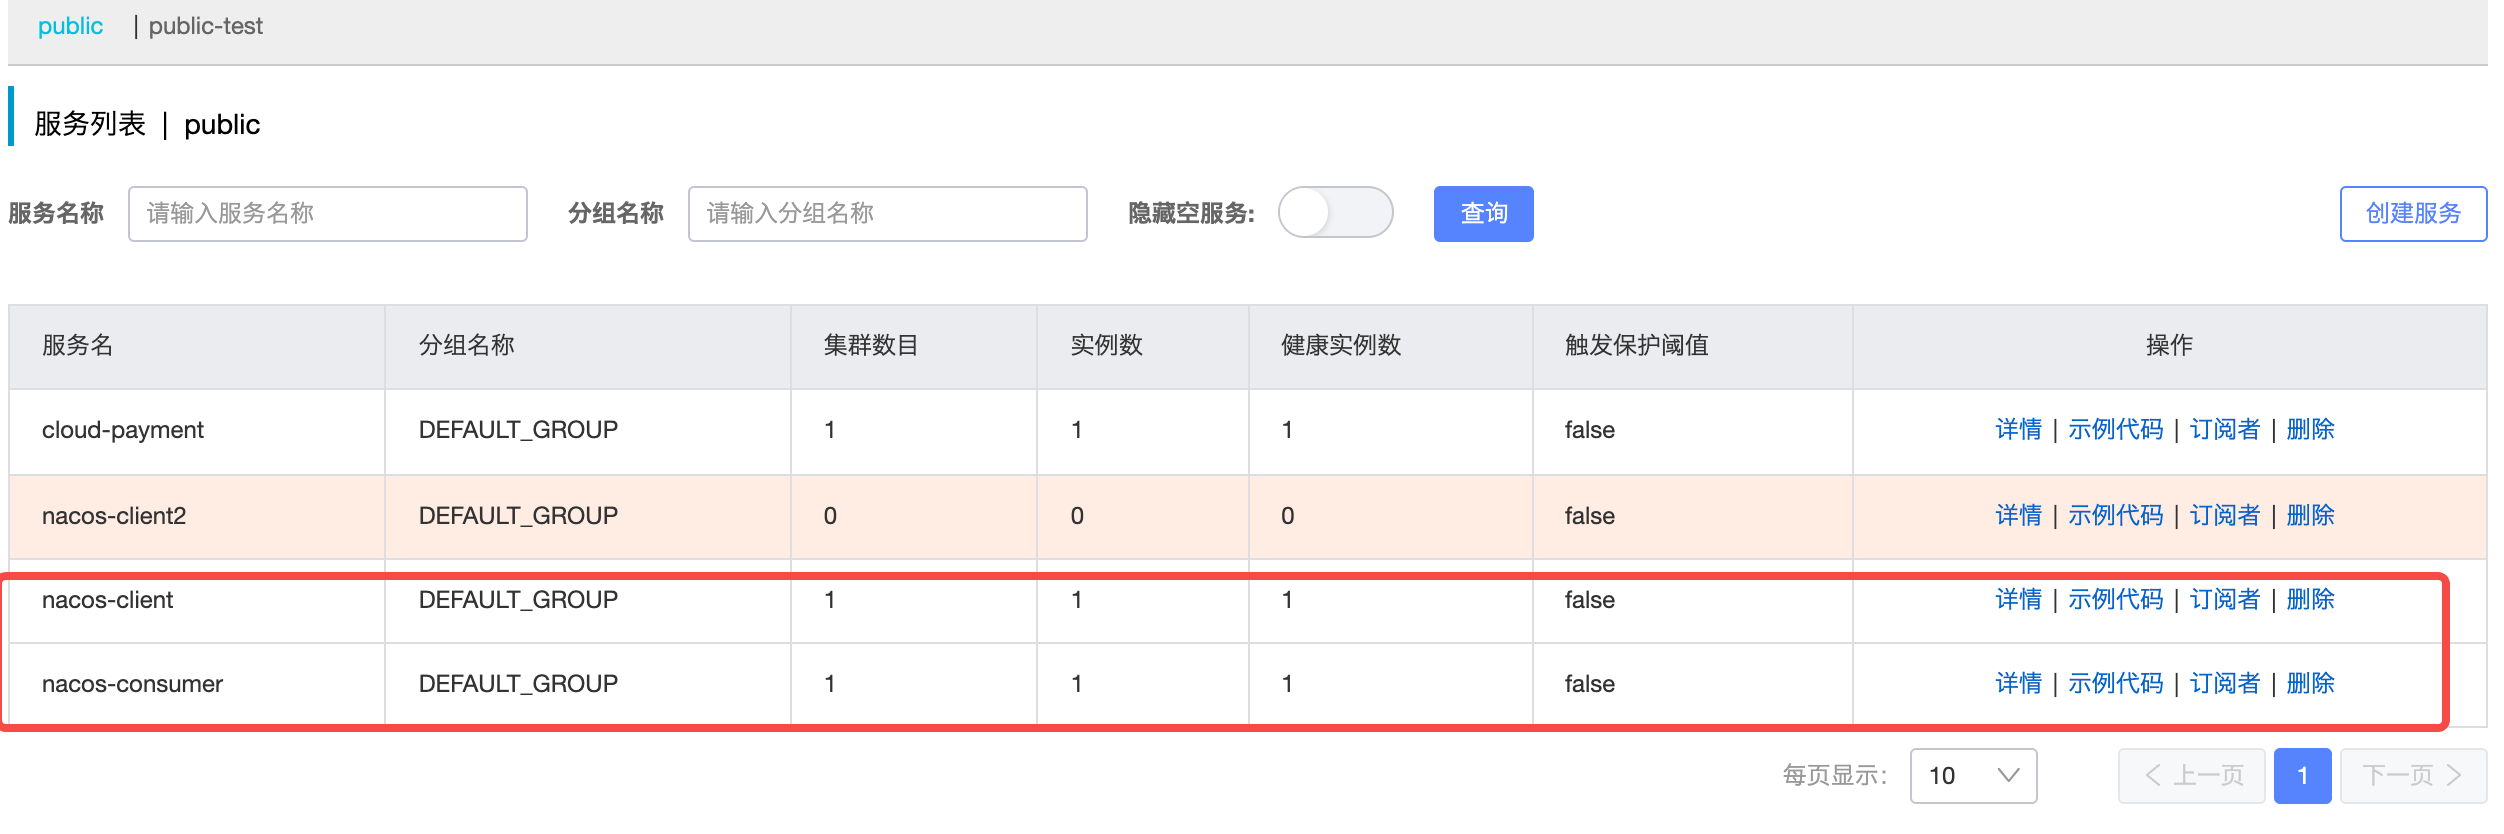 public | public-test
服务列表 | public
服务名称 请输入服务名称 分组名称 请输入分组名称 隐藏空服务: 查询 创建服务
服务名 分组名称 集群数目 实例数 健康实例数 触发保护阈值 操作
cloud-payment DEFAULT_GROUP 1 1 1 false 详情 | 示例代码 | 订阅者 | 删除
nacos-client2 DEFAULT_GROUP 0 0 0 false 详情 | 示例代码 | 订阅者 | 删除
nacos-client DEFAULT_GROUP 1 1 1 false 详情 | 示例代码 | 订阅者 | 删除
nacos-consumer DEFAULT_GROUP 1 1 1 false 详情 | 示例代码 | 订阅者 | 删除
每页显示: 10 上一页 1 下一页